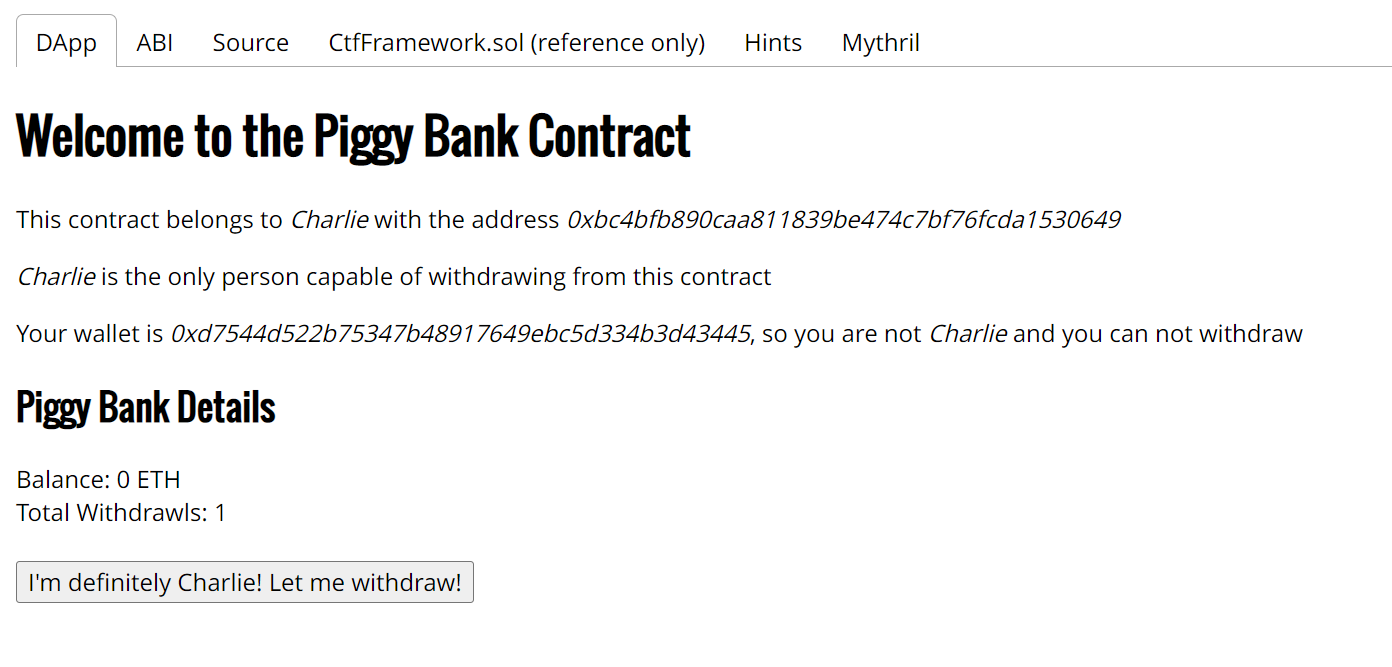 DApp ABI Source CtfFramework.sol (reference only) Hints Mythril
Welcome to the Piggy Bank Contract
This contract belongs to Charlie with the address 0xbc4bfb890caa811839be474c7bf76fcda1530649
Charlie is the only person capable of withdrawing from this contract
Your wallet is 0xd7544d522b75347b48917649ebc5d334b3d43445, so you are not Charlie and you can not withdraw
Piggy Bank Details
Balance: 0 ETH
Total Withdrawls: 1
I'm definitely Charlie! Let me withdraw!